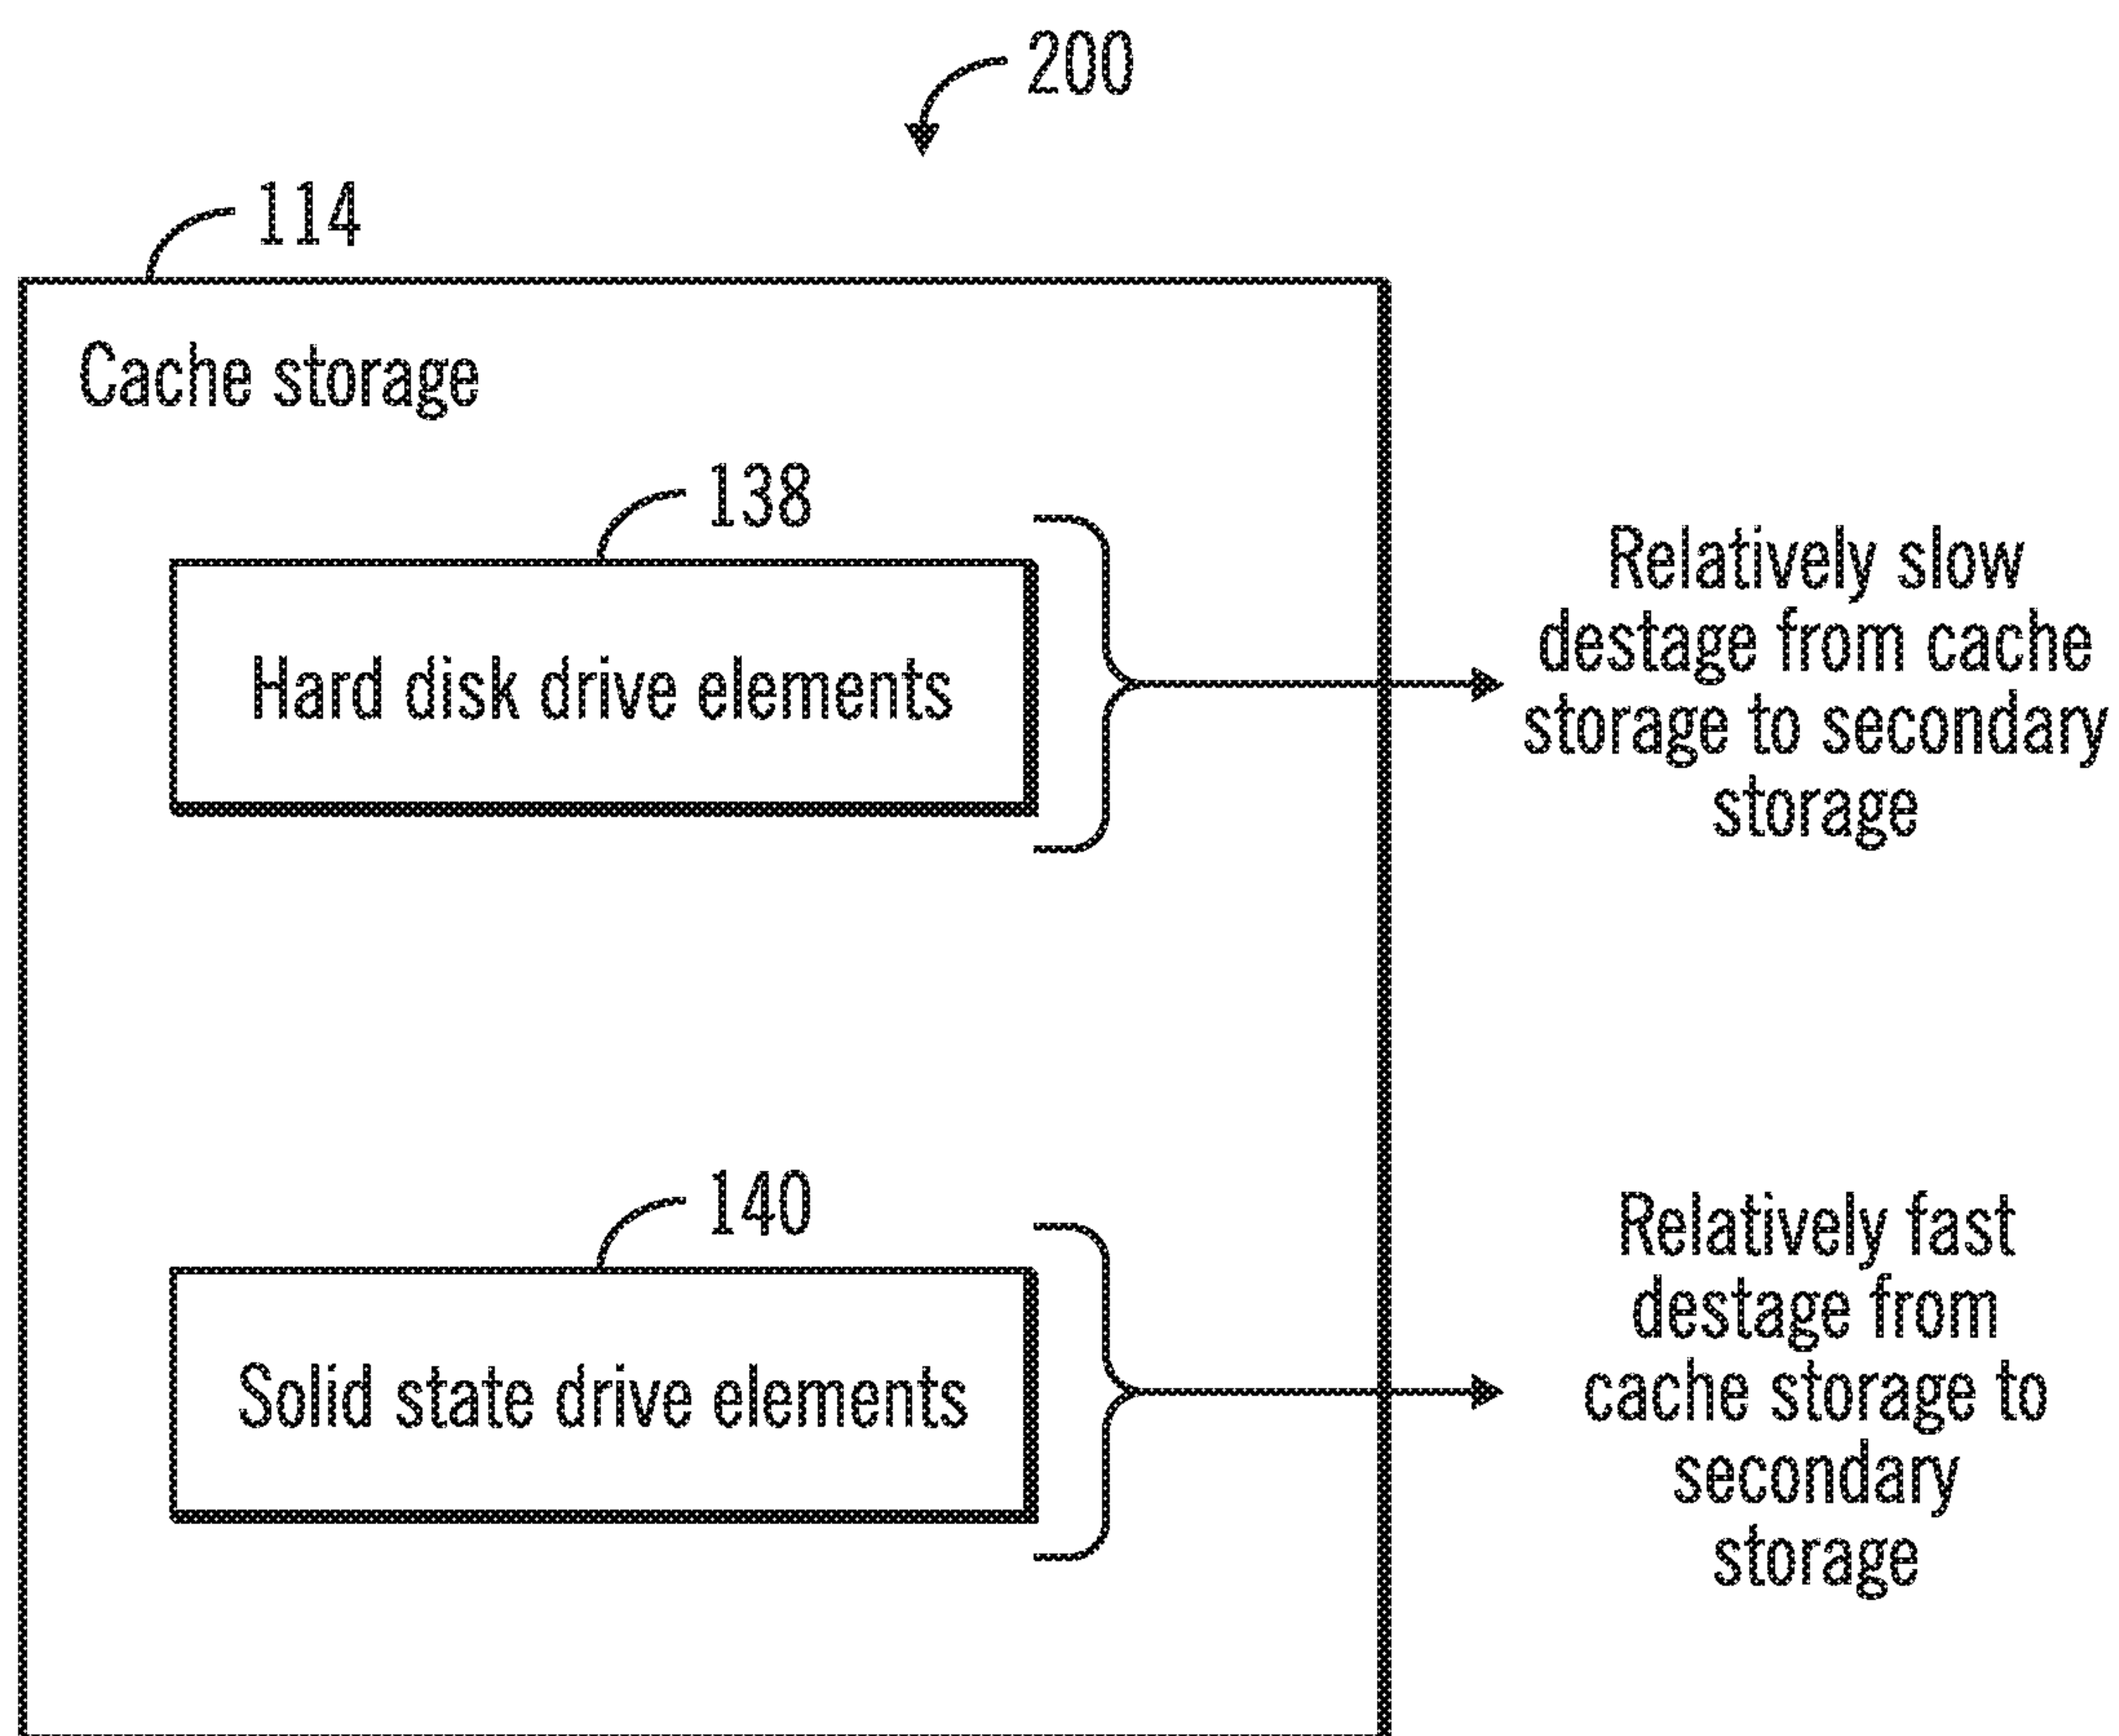 200
114
Cache storage
138
Hard disk drive elements
Relatively slow
destage from cache
storage to secondary
storage
140
Solid state drive elements
Relatively fast
destage from
cache storage to
secondary
storage